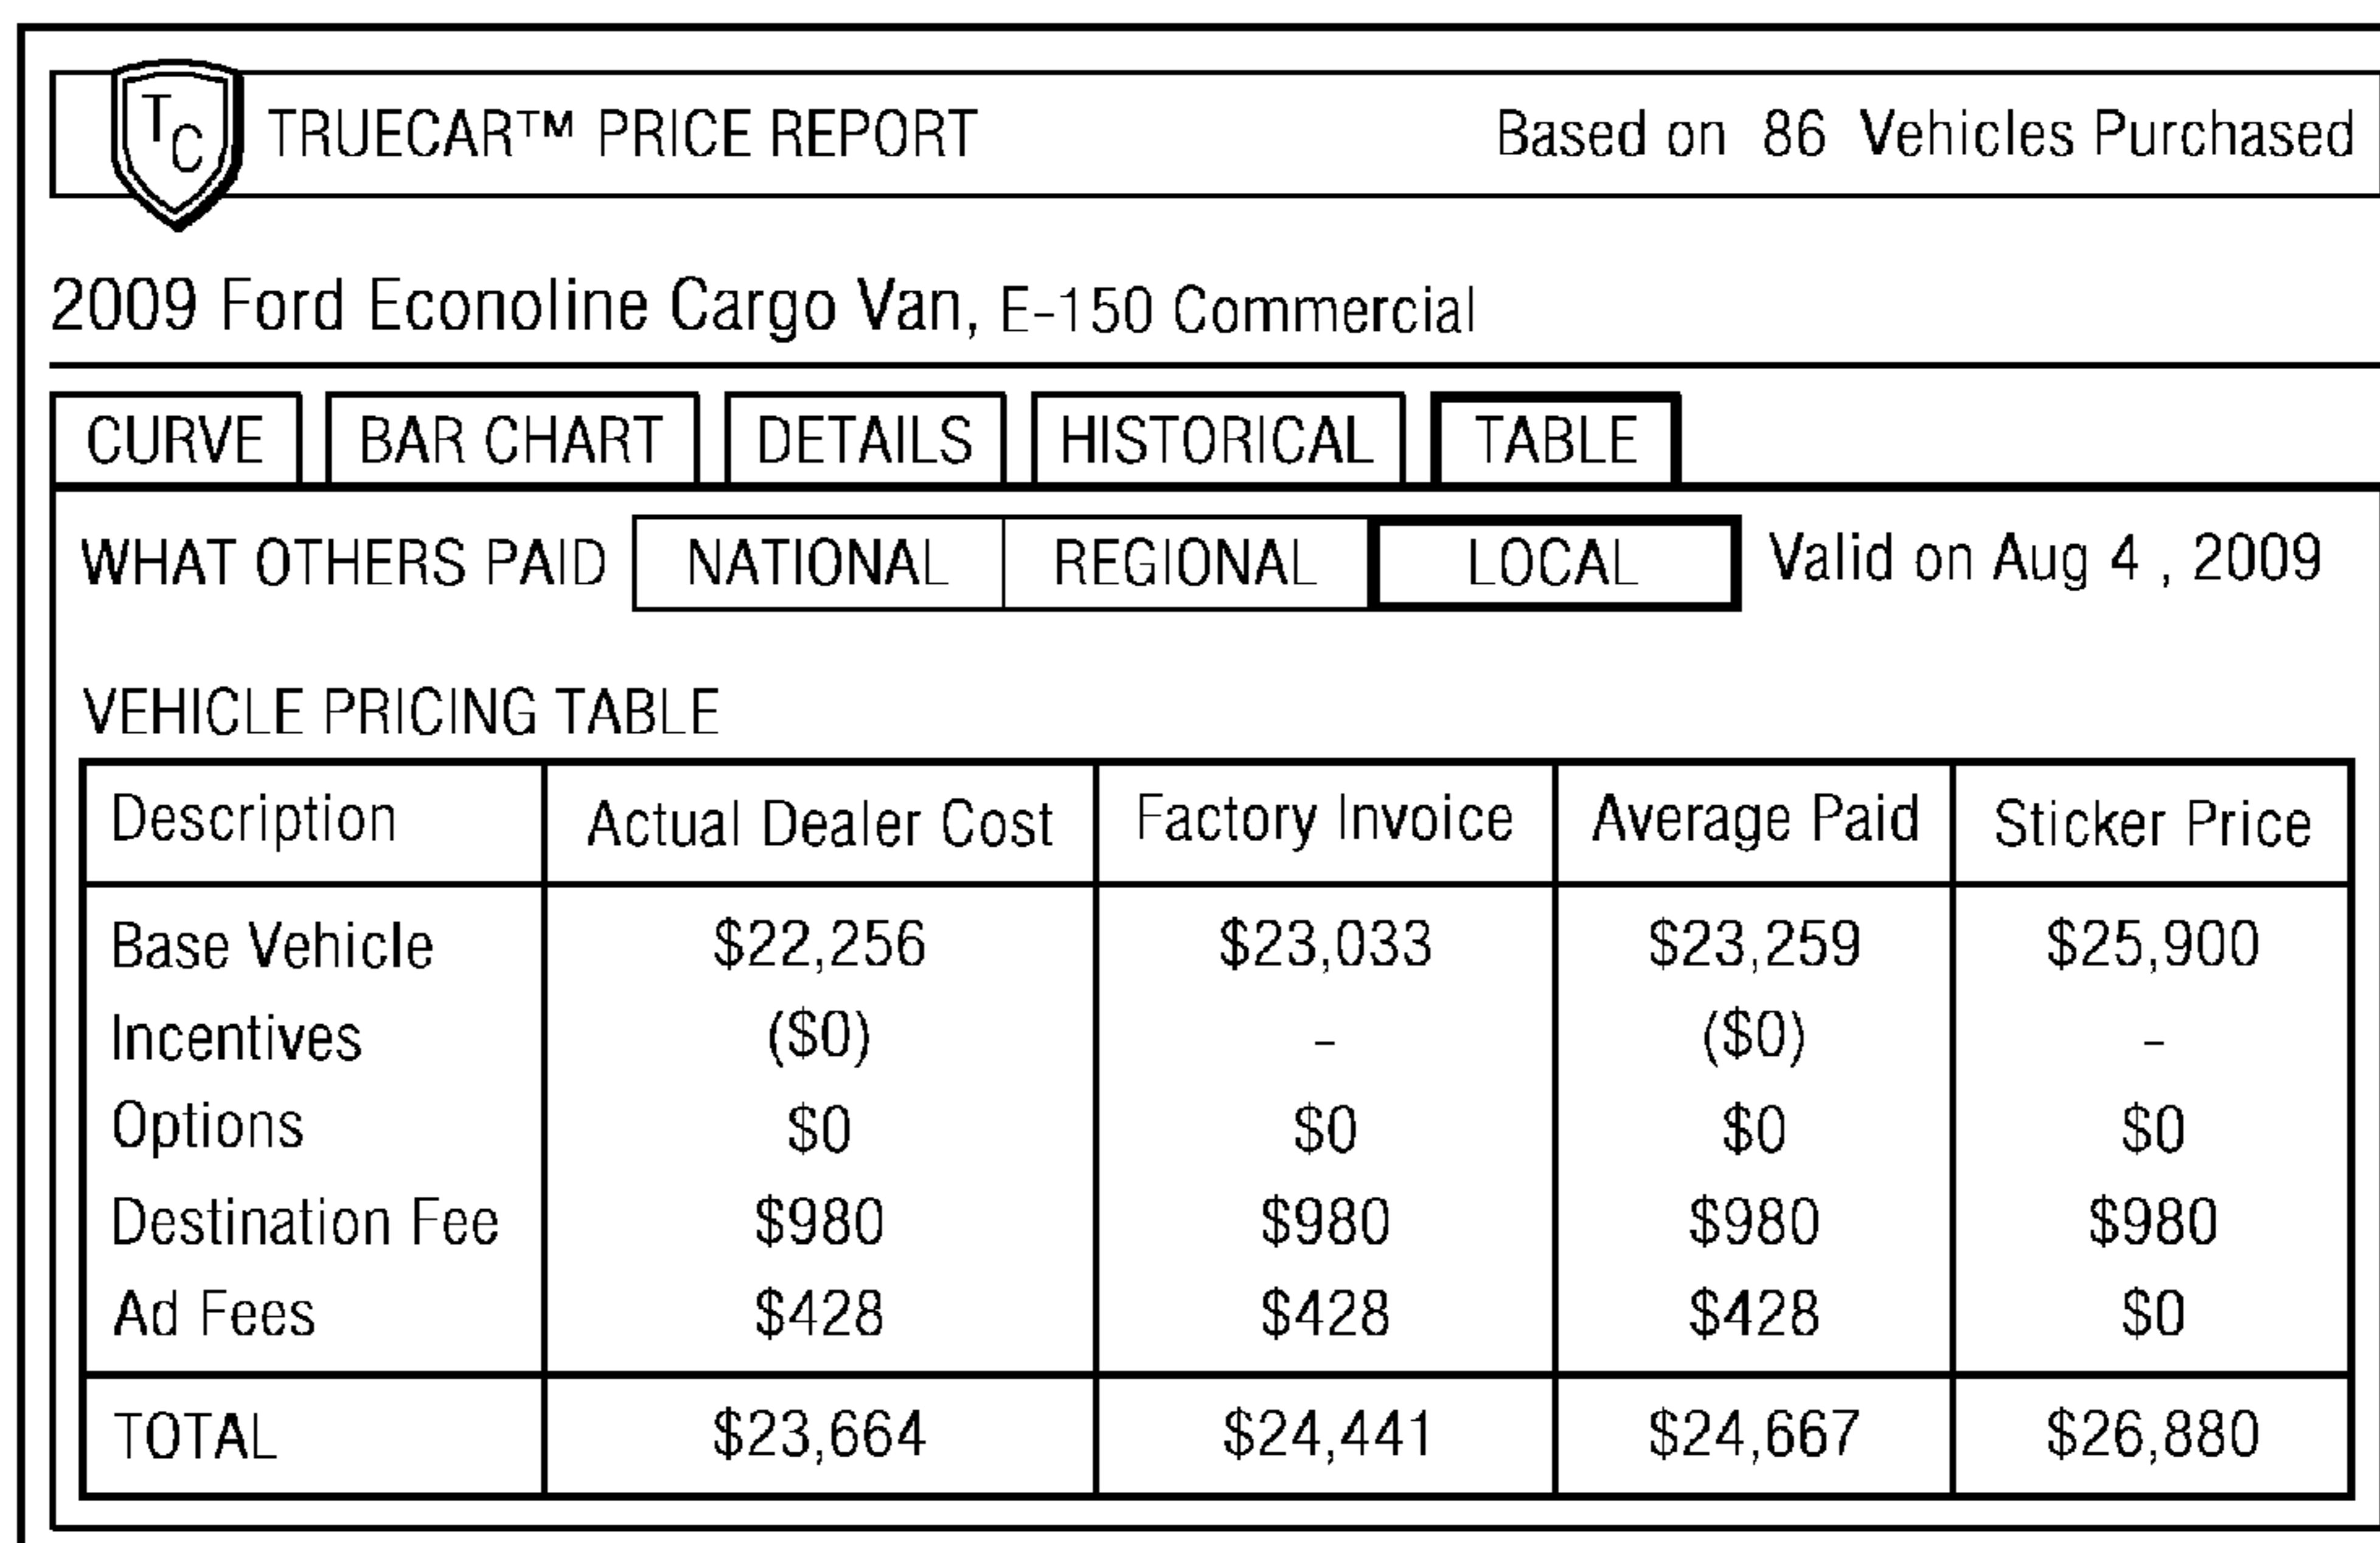 TC TRUECAR™ PRICE REPORT Based on 86 Vehicles Purchased
2009 Ford Econoline Cargo Van, E-150 Commercial
CURVE BAR CHART DETAILS HISTORICAL TABLE
WHAT OTHERS PAID NATIONAL REGIONAL LOCAL Valid on Aug 4 , 2009
VEHICLE PRICING TABLE
Description Actual Dealer Cost Factory Invoice Average Paid Sticker Price
Base Vehicle $22,256 $23,033 $23,259 $25,900
Incentives ($0) - ($0) -
Options $0 $0 $0 $0
Destination Fee $980 $980 $980 $980
Ad Fees $428 $428 $428 $0
TOTAL $23,664 $24,441 $24,667 $26,880